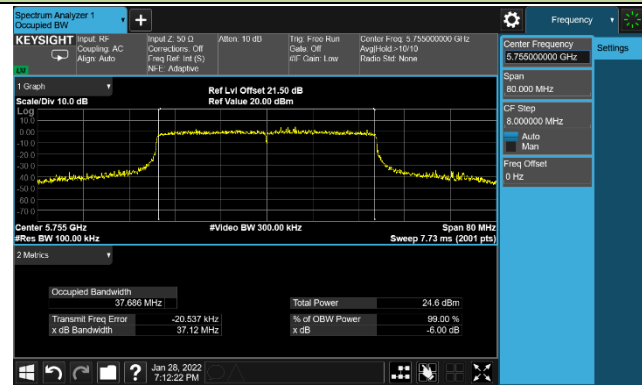 Spectrum Analyzer 1
Occupied BW
Frequency
KEYSIGHT
Input: RF
Coupling: AC
Align: Auto
Input Z: 50 Ω
Corrections: Off
Freq Ref: Int (S)
NFE: Adaptive
Atten: 10 dB
Trig: Free Run
Gate: Off
#IF Gain: Low
Center Freq: 5.755000000 GHz
Avg|Hold:>10/10
Radio Std: None
LNI
Center Frequency
5.755000000 GHz
Settings
Span
80.000 MHz
CF Step
8.000000 MHz
Auto
Man
Freq Offset
0 Hz
1 Graph
Scale/Div 10.0 dB
Ref Lvl Offset 21.50 dB
Ref Value 20.00 dBm
Log
10.0
0.00
-10.0
-20.0
-30.0
-40.0
-50.0
-60.0
-70.0
Center 5.755 GHz
#Res BW 100.00 kHz
#Video BW 300.00 kHz
Span 80 MHz
Sweep 7.73 ms (2001 pts)
2 Metrics
Occupied Bandwidth
37.686 MHz
Total Power
24.6 dBm
Transmit Freq Error
-20.537 kHz
% of OBW Power
99.00 %
x dB Bandwidth
37.12 MHz
x dB
-6.00 dB
Jan 28, 2022
7:12:22 PM